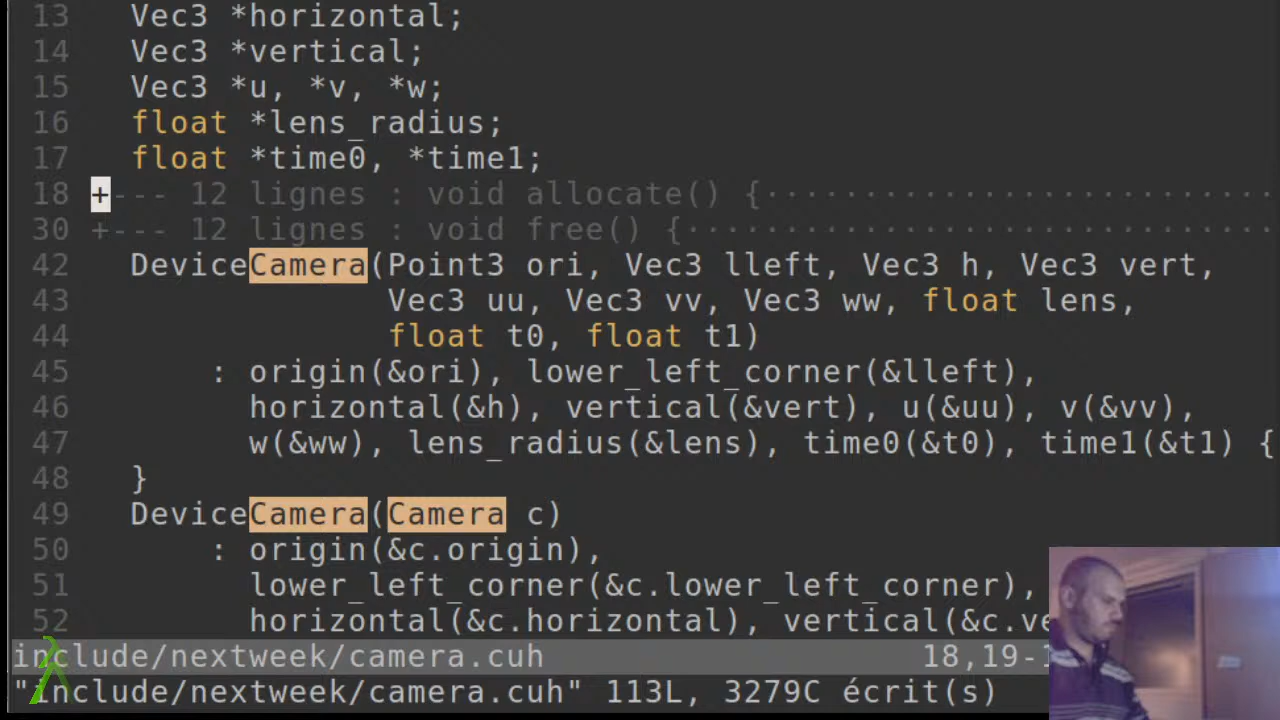 13 Vec3 *horizontal;
14 Vec3 *vertical;
15 Vec3 *u, *v, *w;
16 float *lens_radius;
17 float *time0, *time1;
18 +--- 12 lignes : void allocate() {··························
30 +--- 12 lignes : void free() {······························
42 DeviceCamera(Point3 ori, Vec3 lleft, Vec3 h, Vec3 vert,
43 Vec3 uu, Vec3 vv, Vec3 ww, float lens,
44 float t0, float t1)
45 : origin(&ori), lower_left_corner(&lleft),
46 horizontal(&h), vertical(&vert), u(&uu), v(&vv),
47 w(&ww), lens_radius(&lens), time0(&t0), time1(&t1) {
48 }
49 DeviceCamera(Camera c)
50 : origin(&c.origin),
51 lower_left_corner(&c.lower_left_corner),
52 horizontal(&c.horizontal), vertical(&c.ve
include/nextweek/camera.cuh 18,19-1
"include/nextweek/camera.cuh" 113L, 3279C écrit(s)